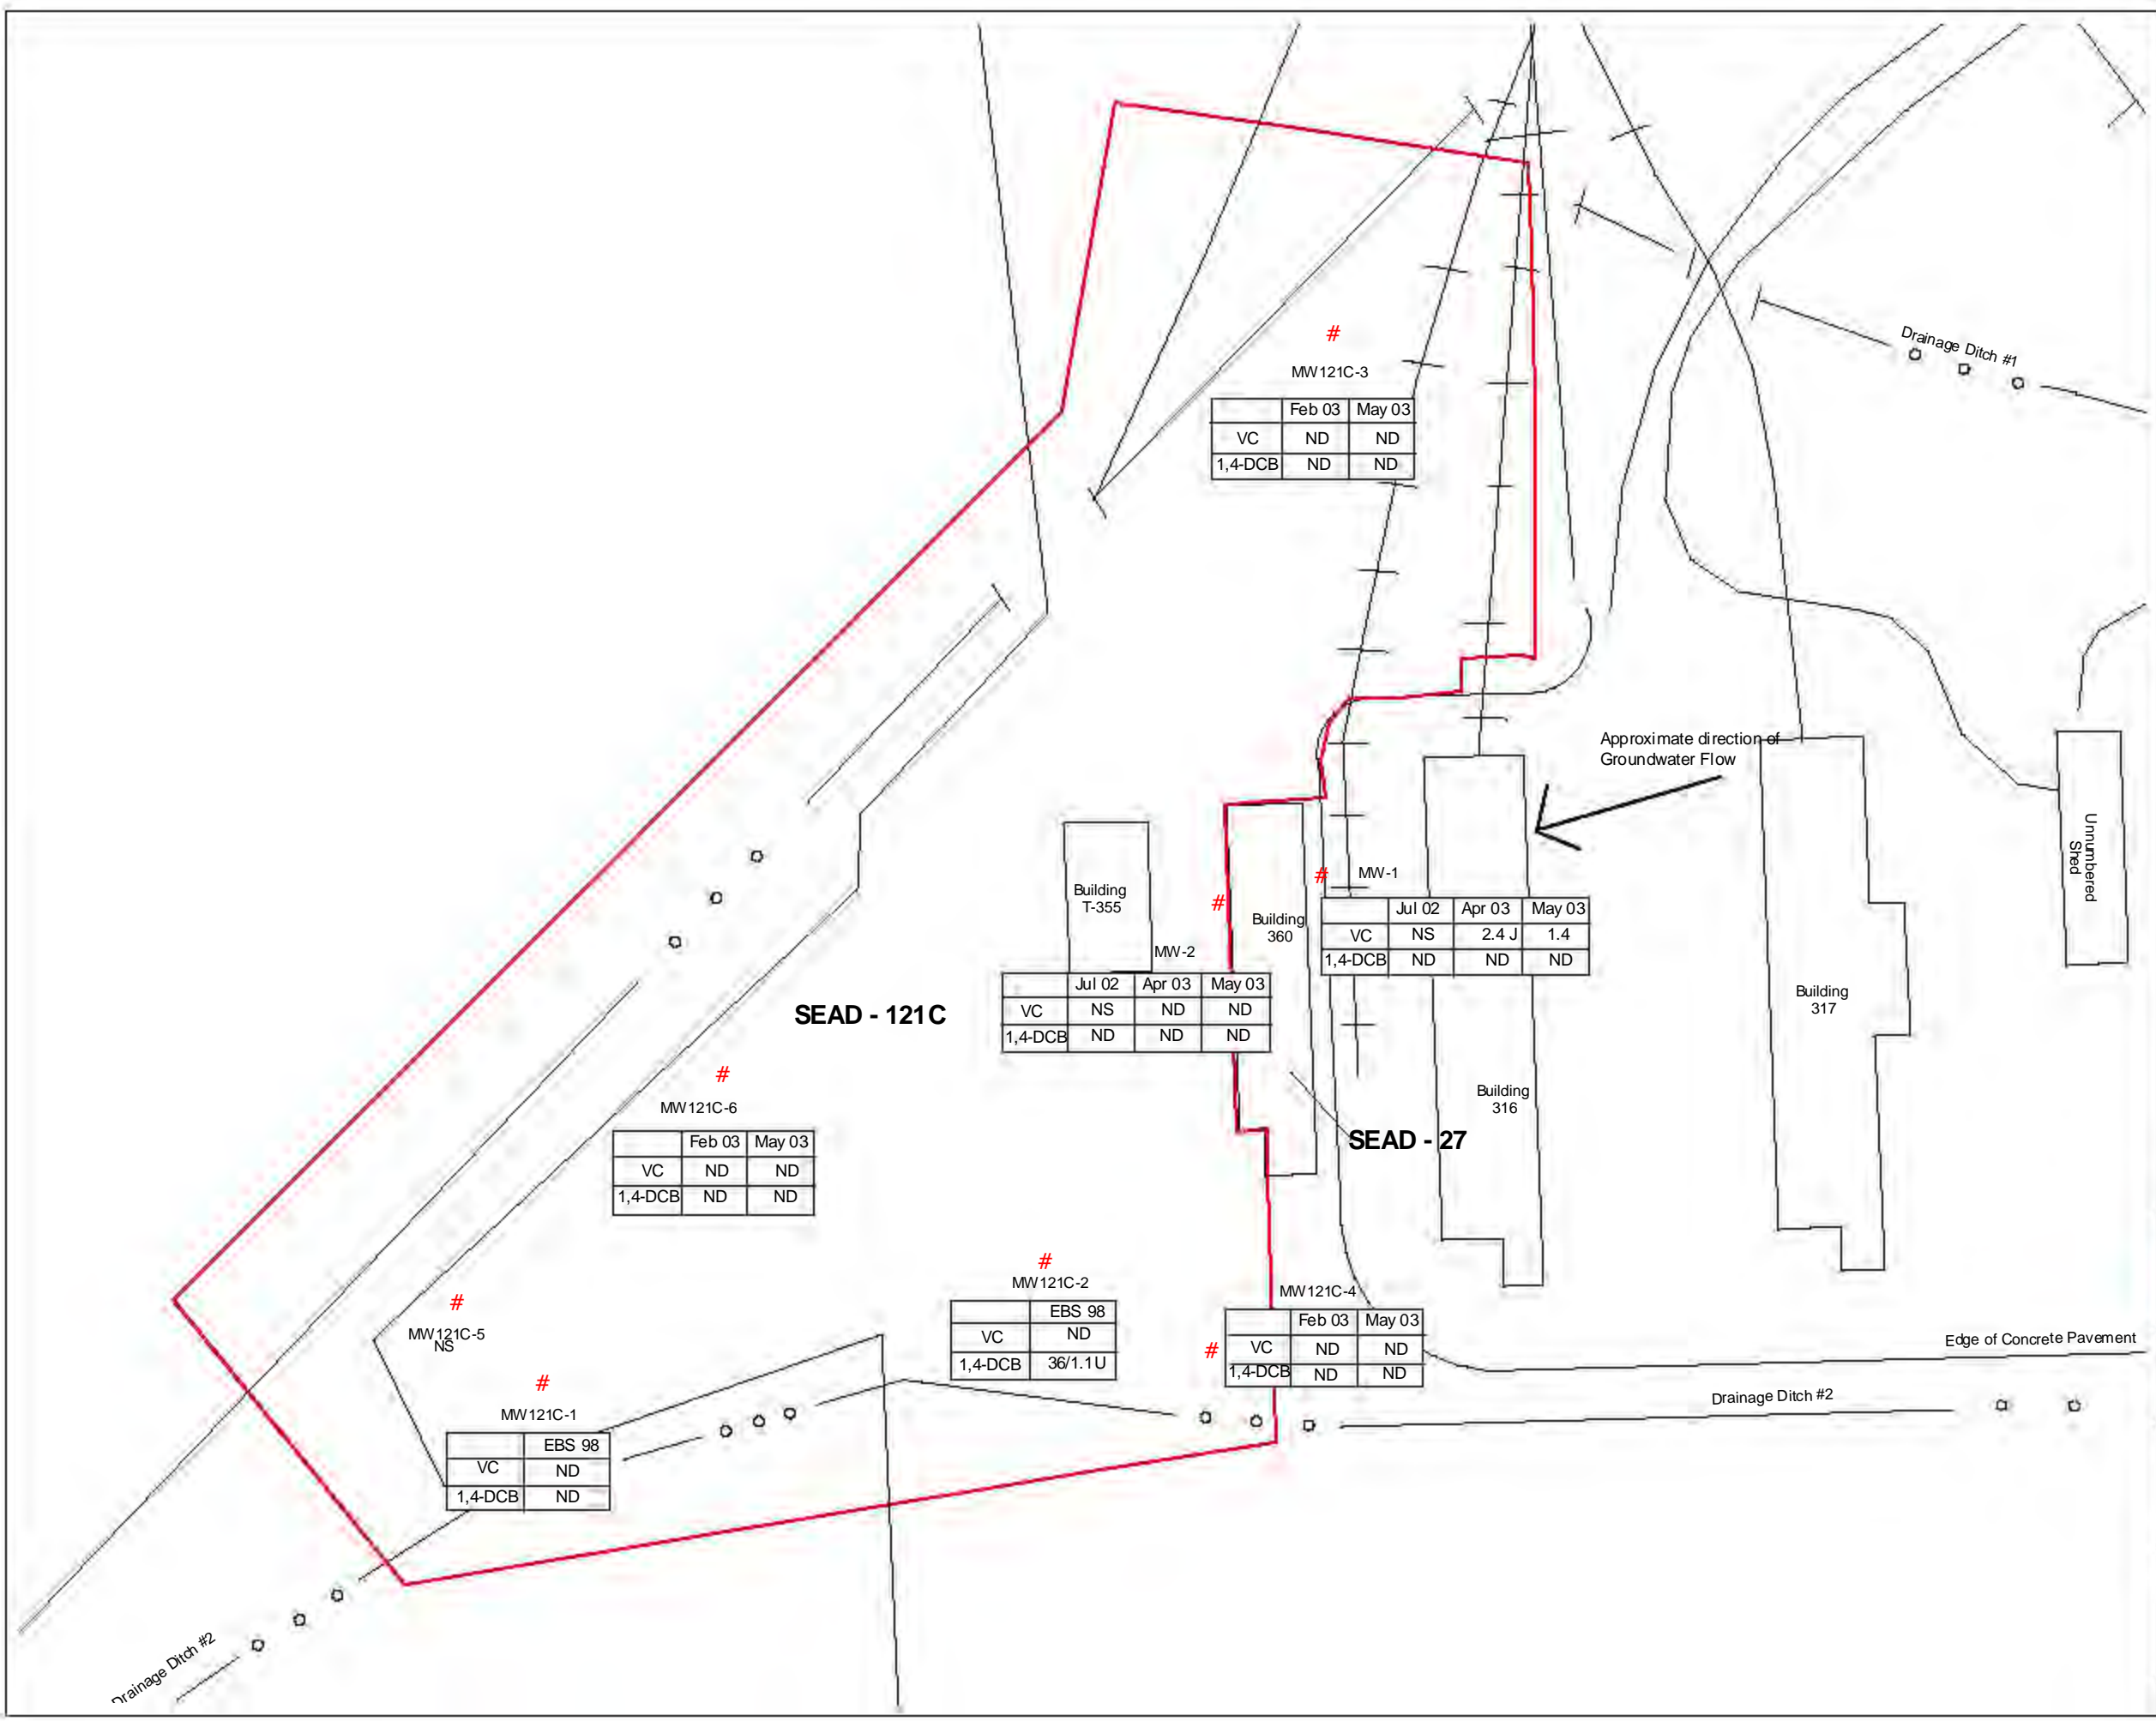 Drainage Ditch #1
#
MW121C-3
Feb 03 May 03
VC ND ND
1,4-DCB ND ND
Approximate direction of
Groundwater Flow
Unnumbered
Shed
Building
T-355
#
Building
360
#
MW-1
Jul 02 Apr 03 May 03
VC NS 2.4 J 1.4
1,4-DCB ND ND ND
MW-2
Jul 02 Apr 03 May 03
VC NS ND ND
1,4-DCB ND ND ND
SEAD - 121C
Building
317
Building
316
SEAD - 27
#
MW121C-6
Feb 03 May 03
VC ND ND
1,4-DCB ND ND
#
MW121C-2
EBS 98
VC ND
1,4-DCB 36/1.1U
MW121C-4
#
Feb 03 May 03
VC ND ND
1,4-DCB ND ND
#
MW121C-5
NS
#
MW121C-1
EBS 98
VC ND
1,4-DCB ND
Edge of Concrete Pavement
Drainage Ditch #2
Drainage Ditch #2